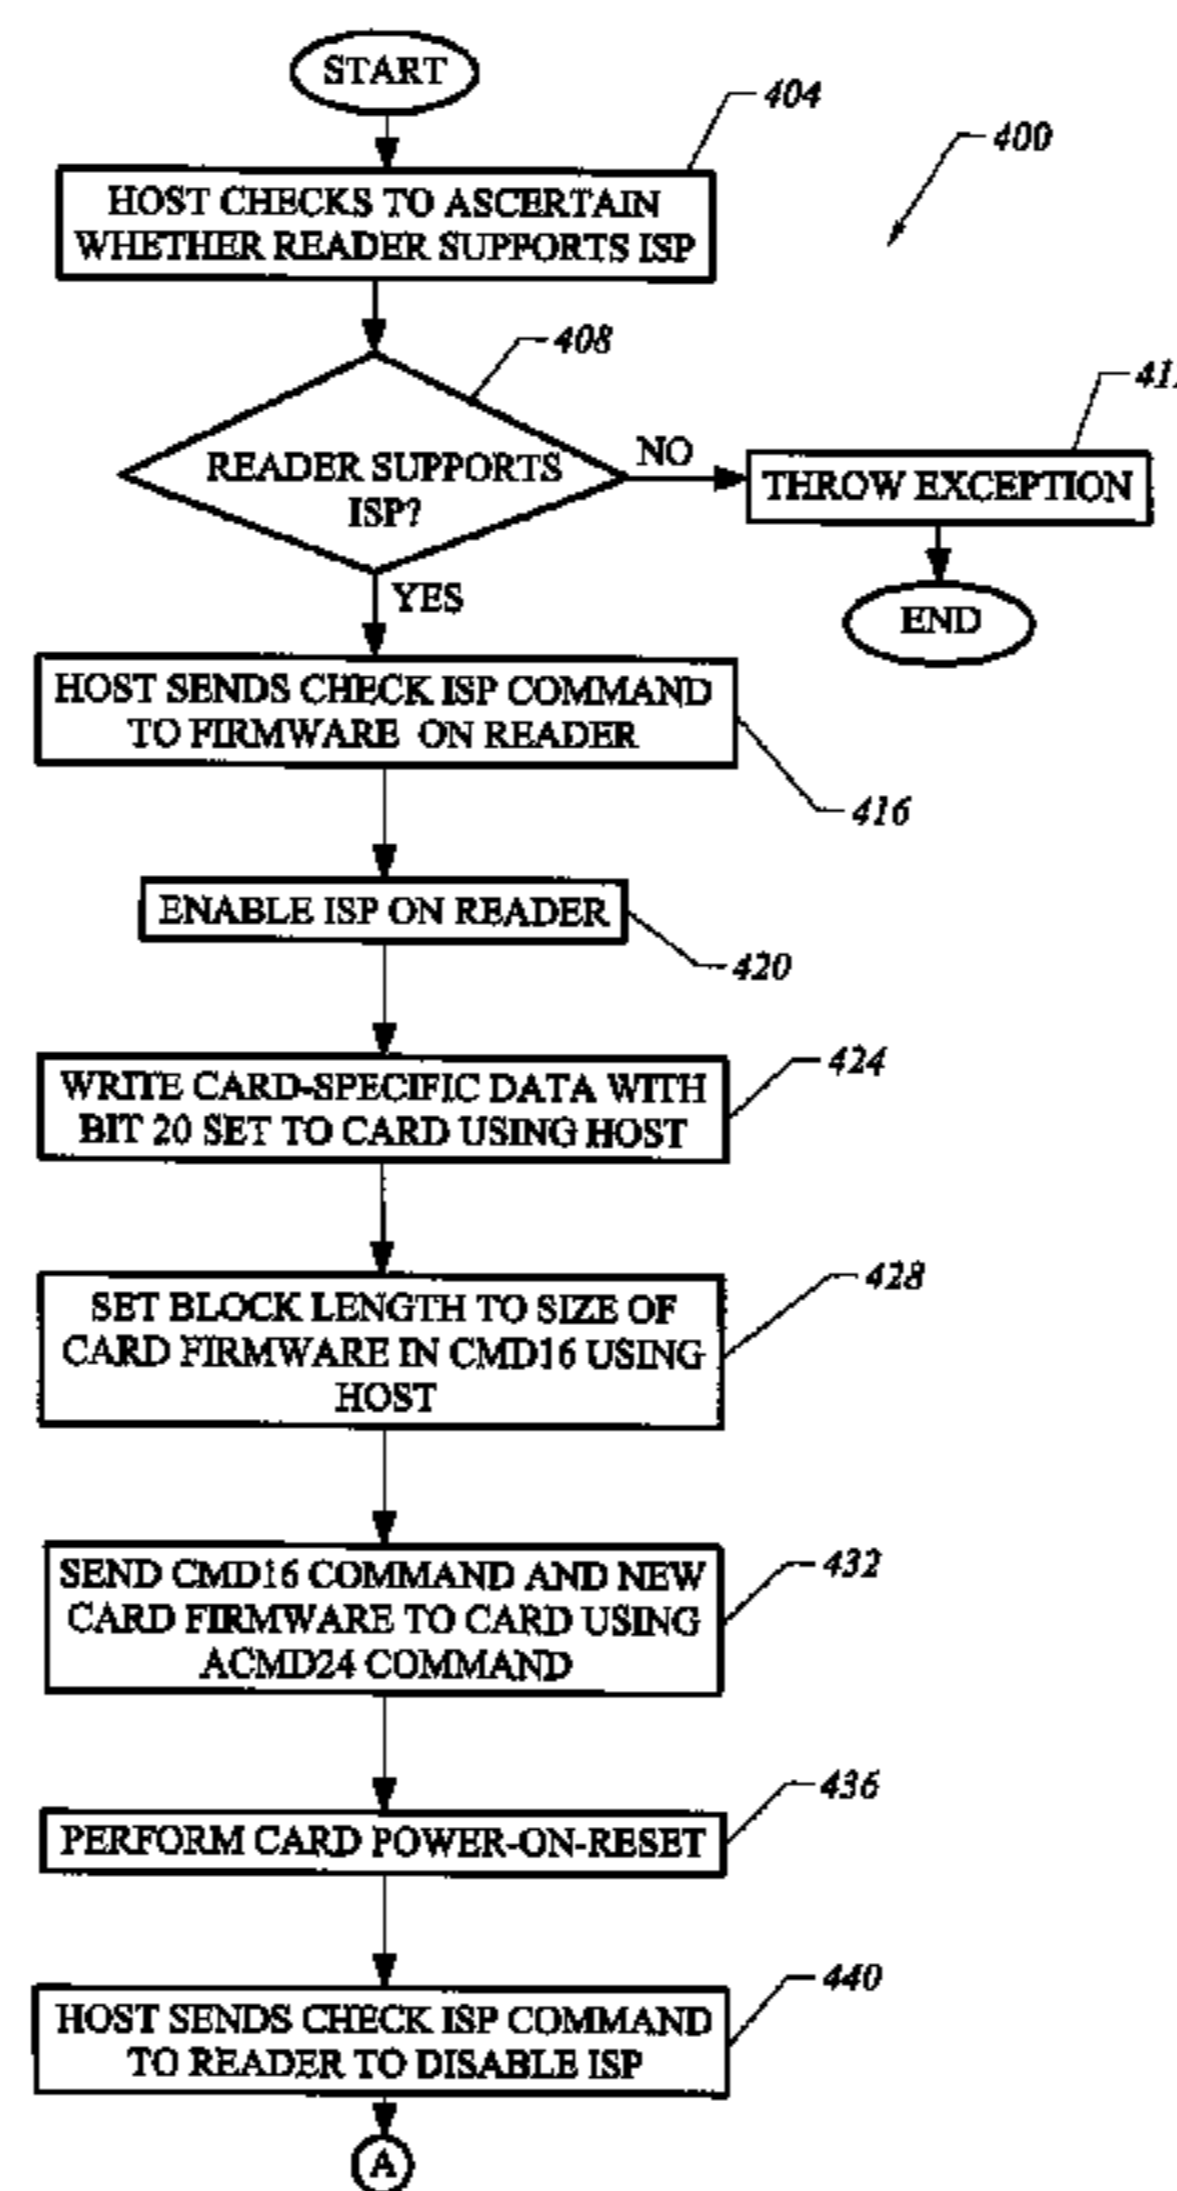 START
404
400
HOST CHECKS TO ASCERTAIN
WHETHER READER SUPPORTS ISP
408
READER SUPPORTS
ISP?
NO
THROW EXCEPTION
END
YES
HOST SENDS CHECK ISP COMMAND
TO FIRMWARE ON READER
416
ENABLE ISP ON READER
420
WRITE CARD-SPECIFIC DATA WITH
BIT 20 SET TO CARD USING HOST
424
SET BLOCK LENGTH TO SIZE OF
CARD FIRMWARE IN CMD16 USING
HOST
428
SEND CMD16 COMMAND AND NEW
CARD FIRMWARE TO CARD USING
ACMD24 COMMAND
432
PERFORM CARD POWER-ON-RESET
436
HOST SENDS CHECK ISP COMMAND
TO READER TO DISABLE ISP
440
A